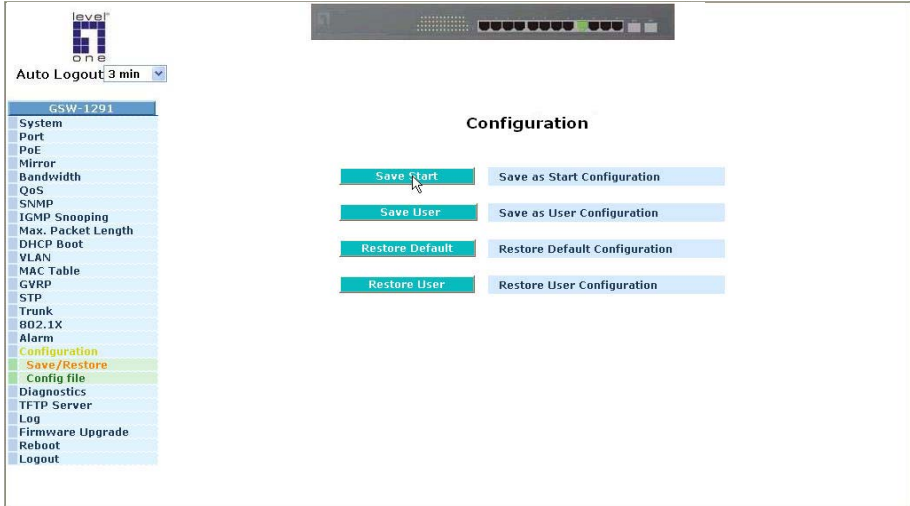 level
one
Auto Logout 3 min
GSW-1291
System
Port
PoE
Mirror
Bandwidth
QoS
SNMP
IGMP Snooping
Max. Packet Length
DHCP Boot
VLAN
MAC Table
GVRP
STP
Trunk
802.1X
Alarm
Configuration
Save/Restore
Config file
Diagnostics
TFTP Server
Log
Firmware Upgrade
Reboot
Logout
Configuration
Save Start Save as Start Configuration
Save User Save as User Configuration
Restore Default Restore Default Configuration
Restore User Restore User Configuration